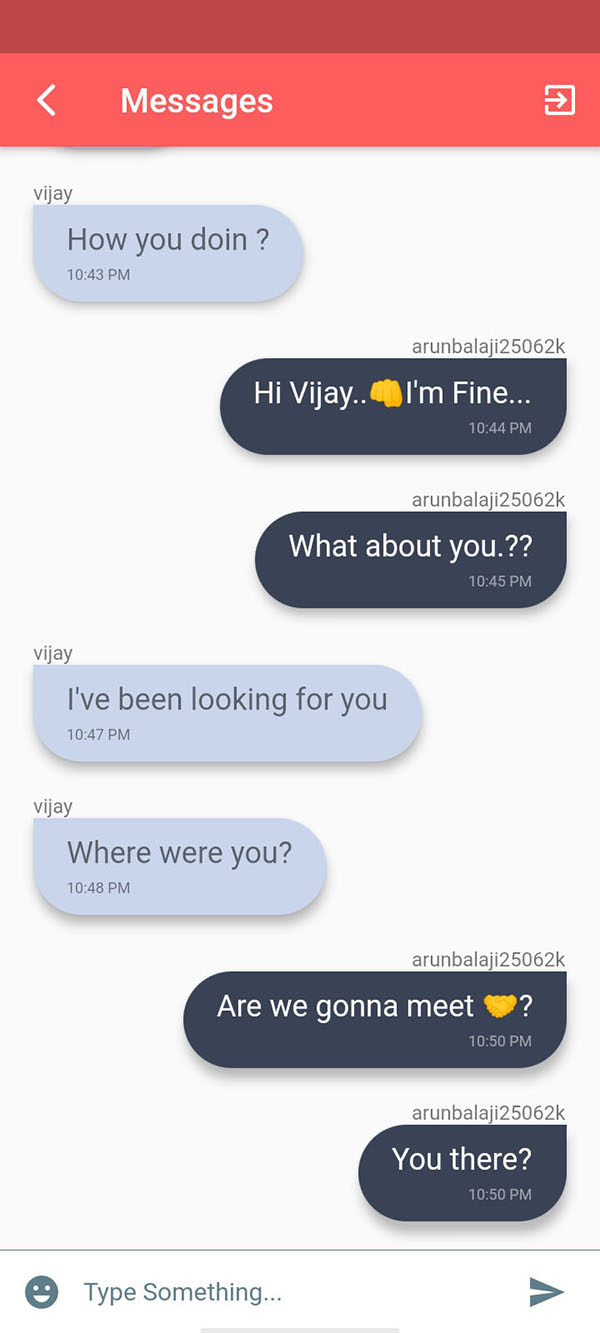 Messages
vijay
How you doin ?
10:43 PM
arunbalaji25062k
Hi Vijay..👊I'm Fine...
10:44 PM
arunbalaji25062k
What about you.??
10:45 PM
vijay
I've been looking for you
10:47 PM
vijay
Where were you?
10:48 PM
arunbalaji25062k
Are we gonna meet 🤝?
10:50 PM
arunbalaji25062k
You there?
10:50 PM
Type Something...